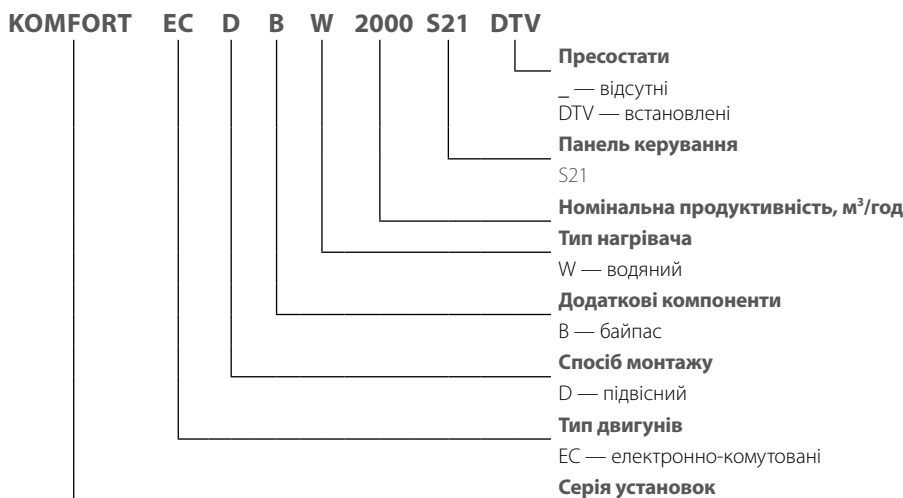 KOMFORT EC D B W 2000 S21 DTV
Пресостати
_ — відсутні
DTV — встановлені
Панель керування
S21
Номінальна продуктивність, м³/год
Тип нагрівача
W — водяний
Додаткові компоненти
B — байпас
Спосіб монтажу
D — підвісний
Тип двигунів
EC — електронно-комутовані
Серія установок